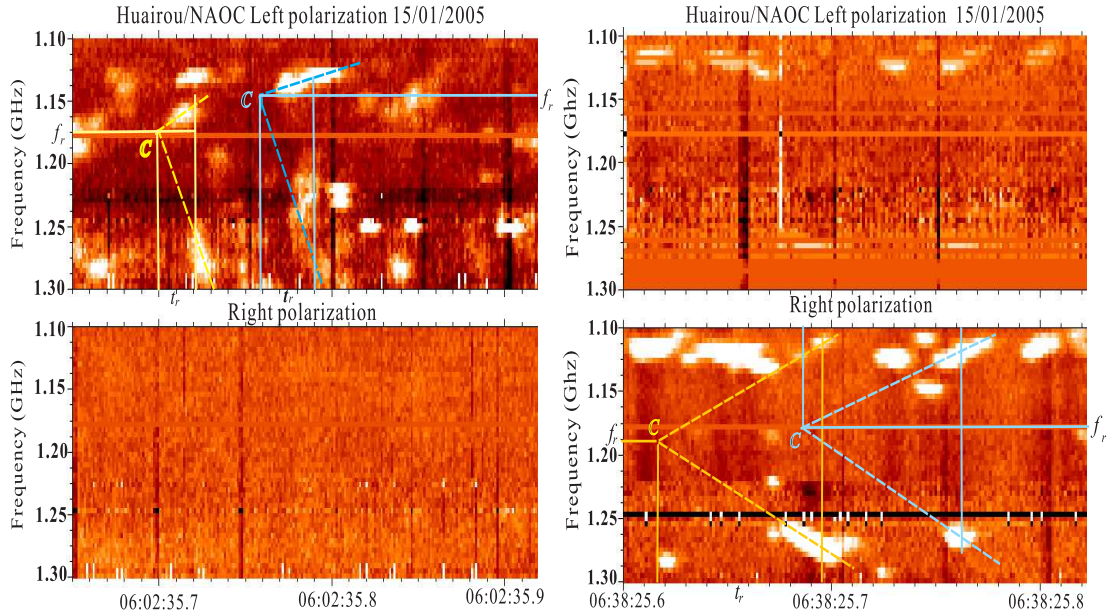 Huairou/NAOC Left polarization 15/01/2005
1.10
1.15
1.20
1.25
1.30
Frequency (GHz)
f_r
C
C
f_r
t_r
t_r
Right polarization
1.10
1.15
1.20
1.25
1.30
Frequency (GHz)
06:02:35.7
06:02:35.8
06:02:35.9
Huairou/NAOC Left polarization 15/01/2005
1.10
1.15
1.20
1.25
1.30
Frequency (Ghz)
Right polarization
1.10
1.15
1.20
1.25
1.30
Frequency (Ghz)
f_r
C
C
f_r
t_r
06:38:25.6
06:38:25.7
06:38:25.8